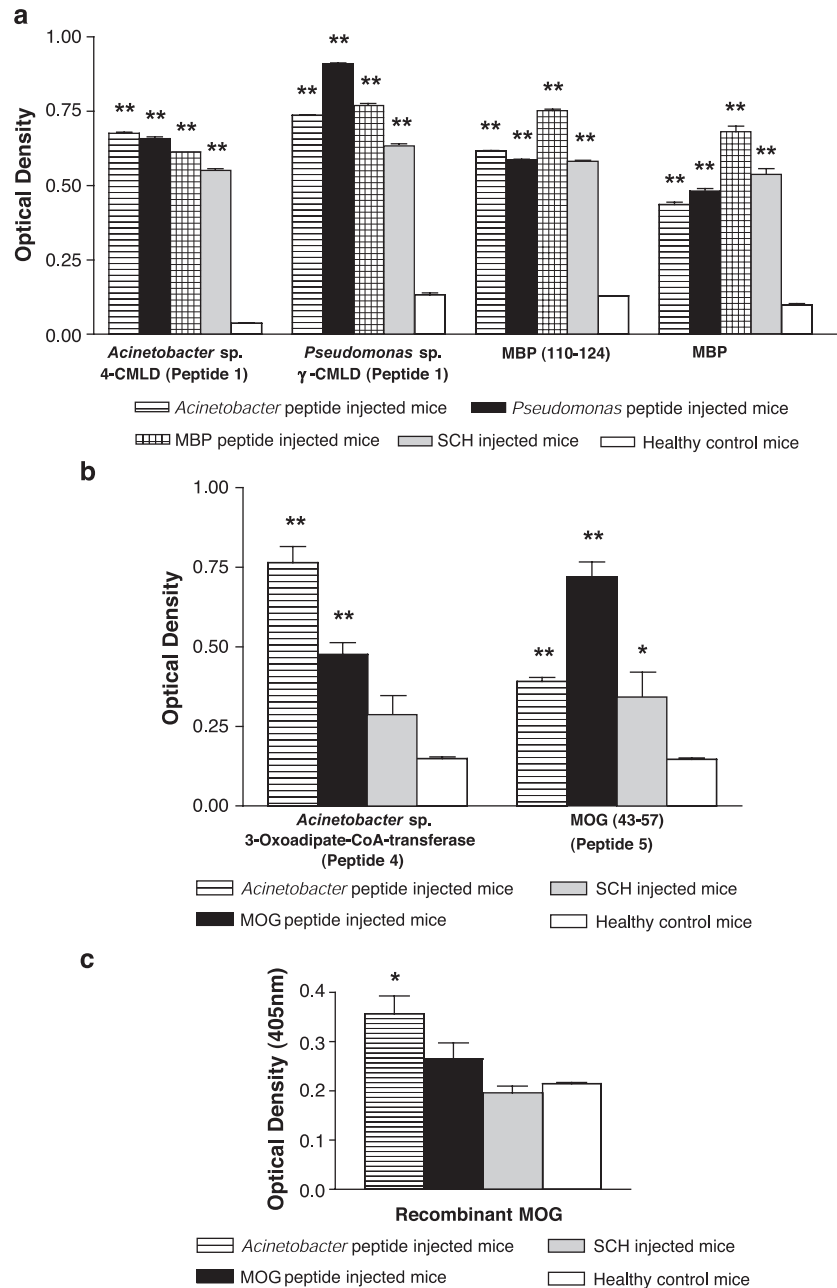 a
1.00
0.75
0.50
0.25
0.00
Optical Density
** ** ** **
** ** ** **
** ** ** **
** ** ** **
Acinetobacter sp.
4-CMLD (Peptide 1)
Pseudomonas sp.
γ-CMLD (Peptide 1)
MBP (110-124)
MBP
Acinetobacter peptide injected mice
Pseudomonas peptide injected mice
MBP peptide injected mice
SCH injected mice
Healthy control mice
b
1.00
0.75
0.50
0.25
0.00
Optical Density
** **
** ** *
Acinetobacter sp.
3-Oxoadipate-CoA-transferase
(Peptide 4)
MOG (43-57)
(Peptide 5)
Acinetobacter peptide injected mice
SCH injected mice
MOG peptide injected mice
Healthy control mice
c
0.4
0.3
0.2
0.1
0.0
Optical Density (405nm)
*
Recombinant MOG
Acinetobacter peptide injected mice
SCH injected mice
MOG peptide injected mice
Healthy control mice